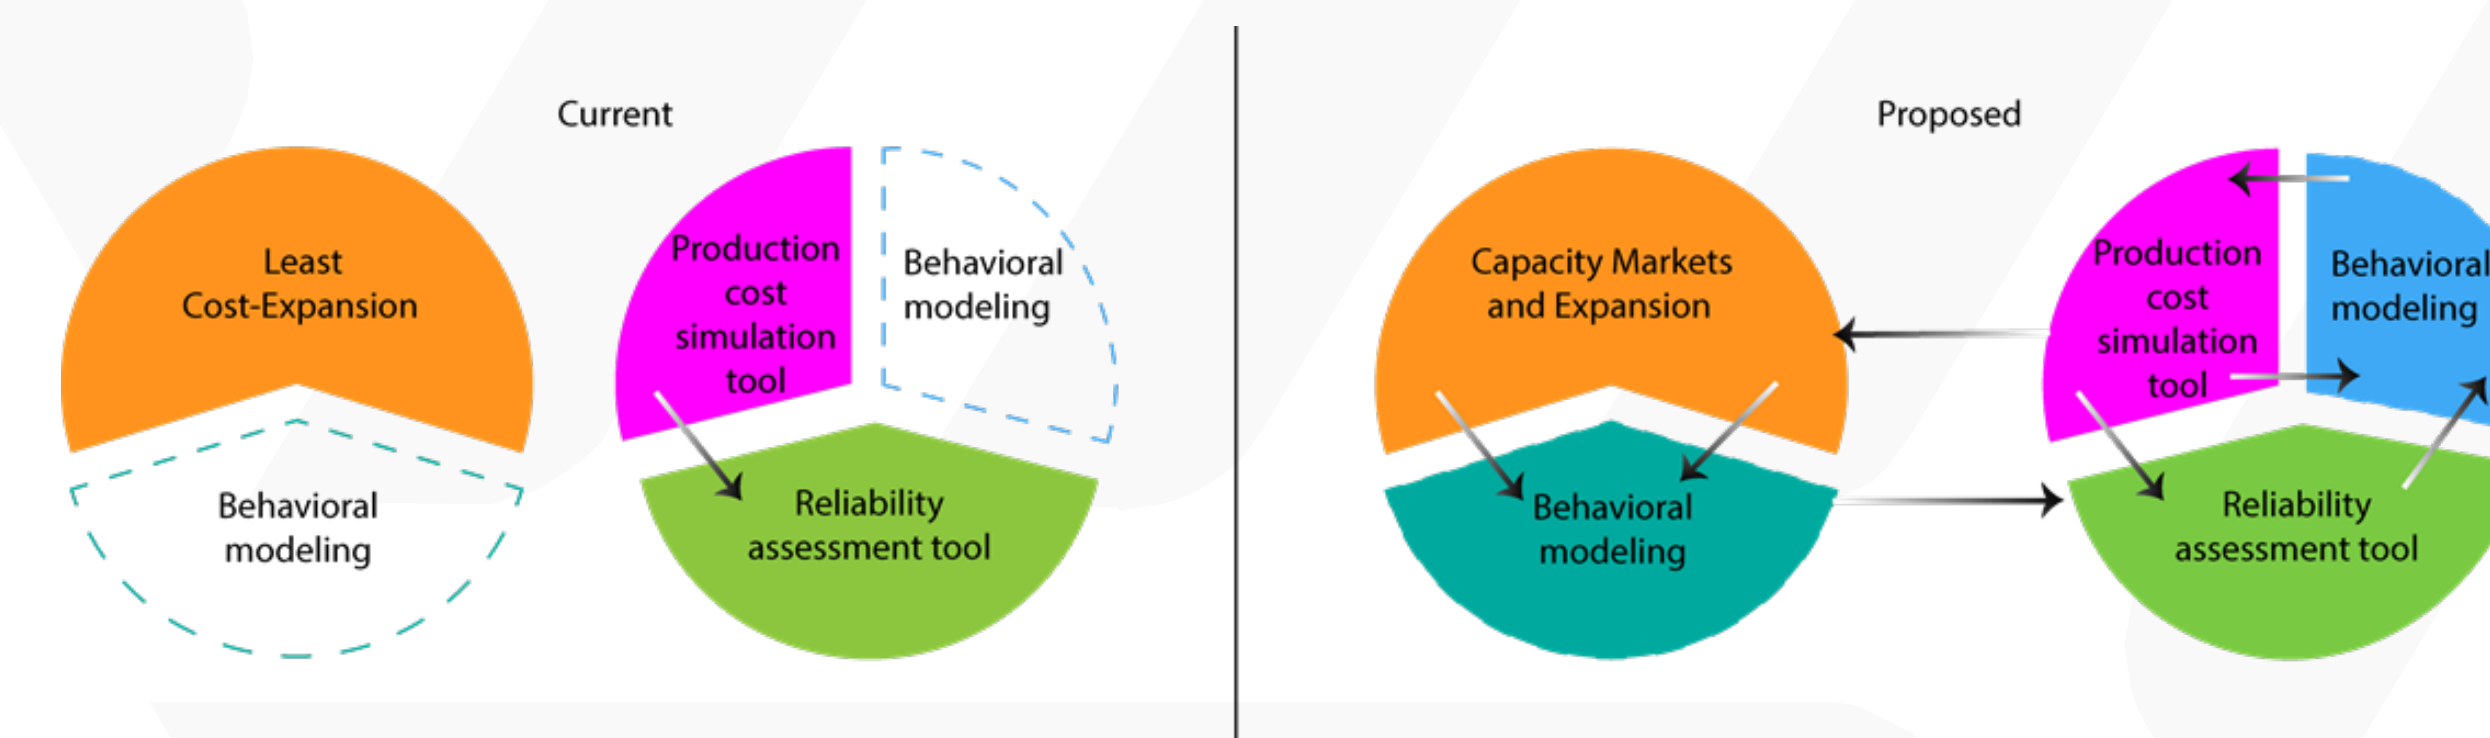 Current
Least
Cost-Expansion
Behavioral
modeling
Production
cost
simulation
tool
Behavioral
modeling
Reliability
assessment tool
Proposed
Capacity Markets
and Expansion
Behavioral
modeling
Production
cost
simulation
tool
Behavioral
modeling
Reliability
assessment tool